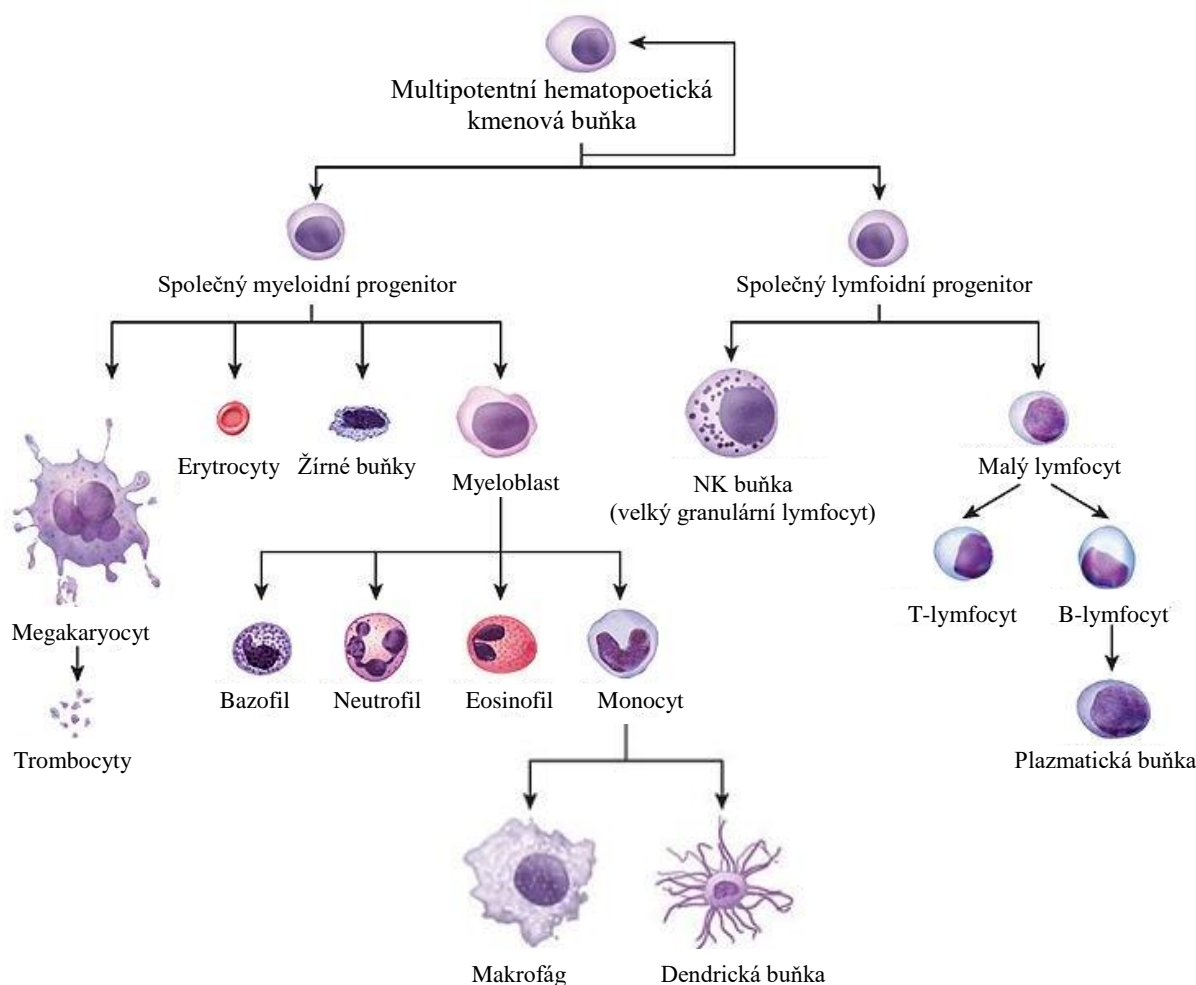 Multipotentní hematopoetická
kmenová buňka
Společný myeloidní progenitor
Společný lymfoidní progenitor
Erytrocyty
Žírné buňky
Myeloblast
NK buňka
(velký granulární lymfocyt)
Malý lymfocyt
Megakaryocyt
T-lymfocyt
B-lymfocyt
Bazofil
Neutrofil
Eosinofil
Monocyt
Trombocyty
Plazmatická buňka
Makrofág
Dendrická buňka